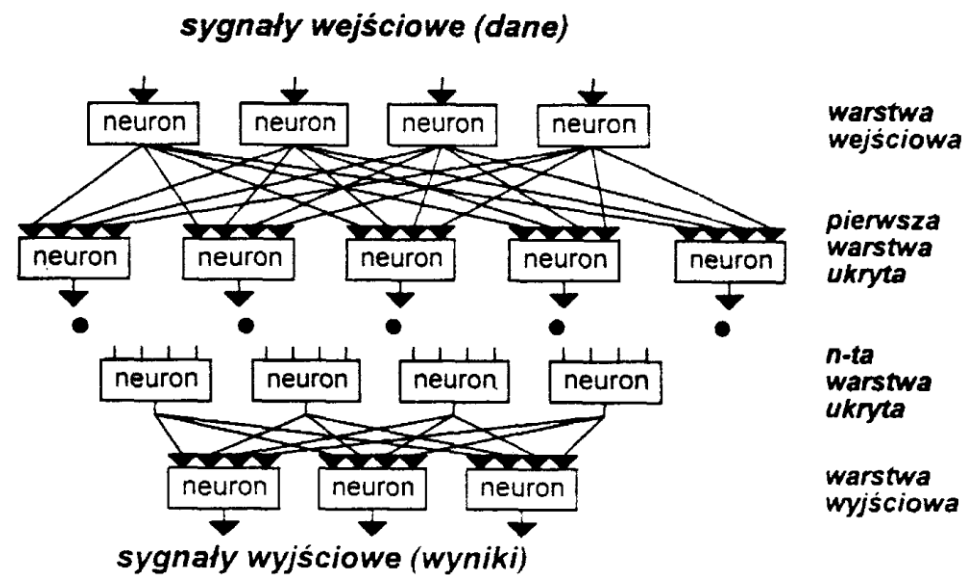 sygnały wejściowe (dane)
neuron neuron neuron neuron
warstwa
wejściowa
pierwsza
warstwa
ukryta
neuron neuron neuron neuron neuron
n-ta
warstwa
ukryta
neuron neuron neuron neuron
warstwa
wyjściowa
neuron neuron neuron
sygnały wyjściowe (wyniki)